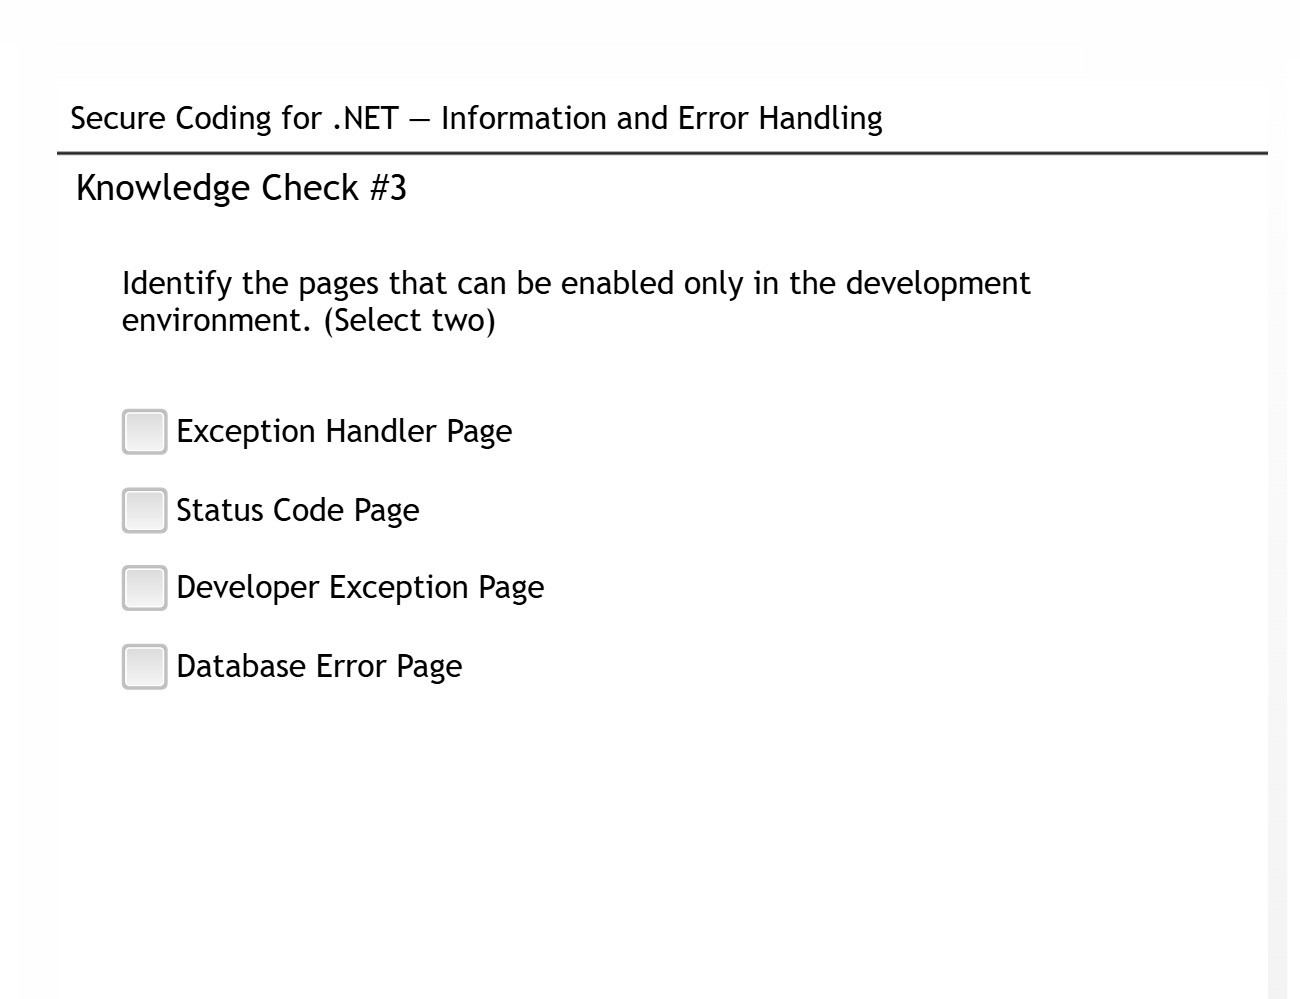 Secure Coding for .NET — Information and Error Handling
Knowledge Check #3
Identify the pages that can be enabled only in the development
environment. (Select two)
Exception Handler Page
Status Code Page
Developer Exception Page
Database Error Page